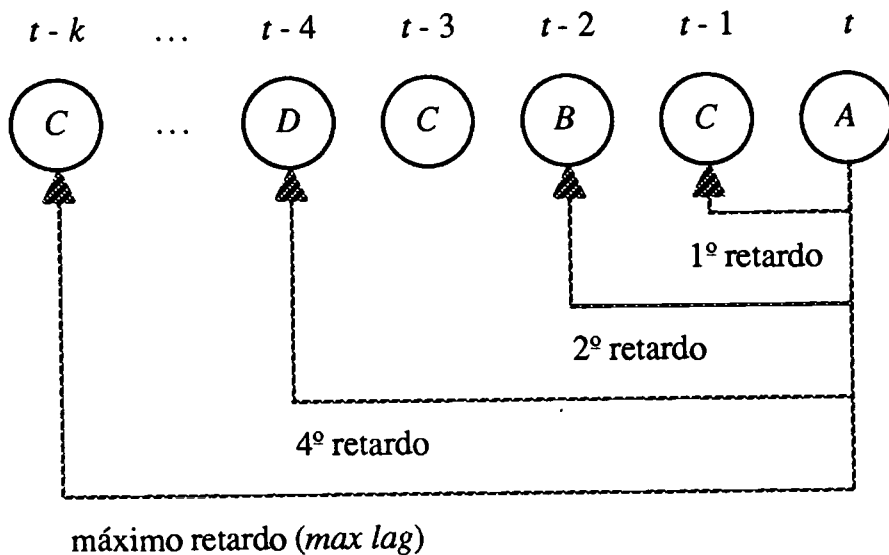 t - k ... t - 4 t - 3 t - 2 t - 1 t
C ... D C B C A
1º retardo
2º retardo
4º retardo
máximo retardo (max lag)